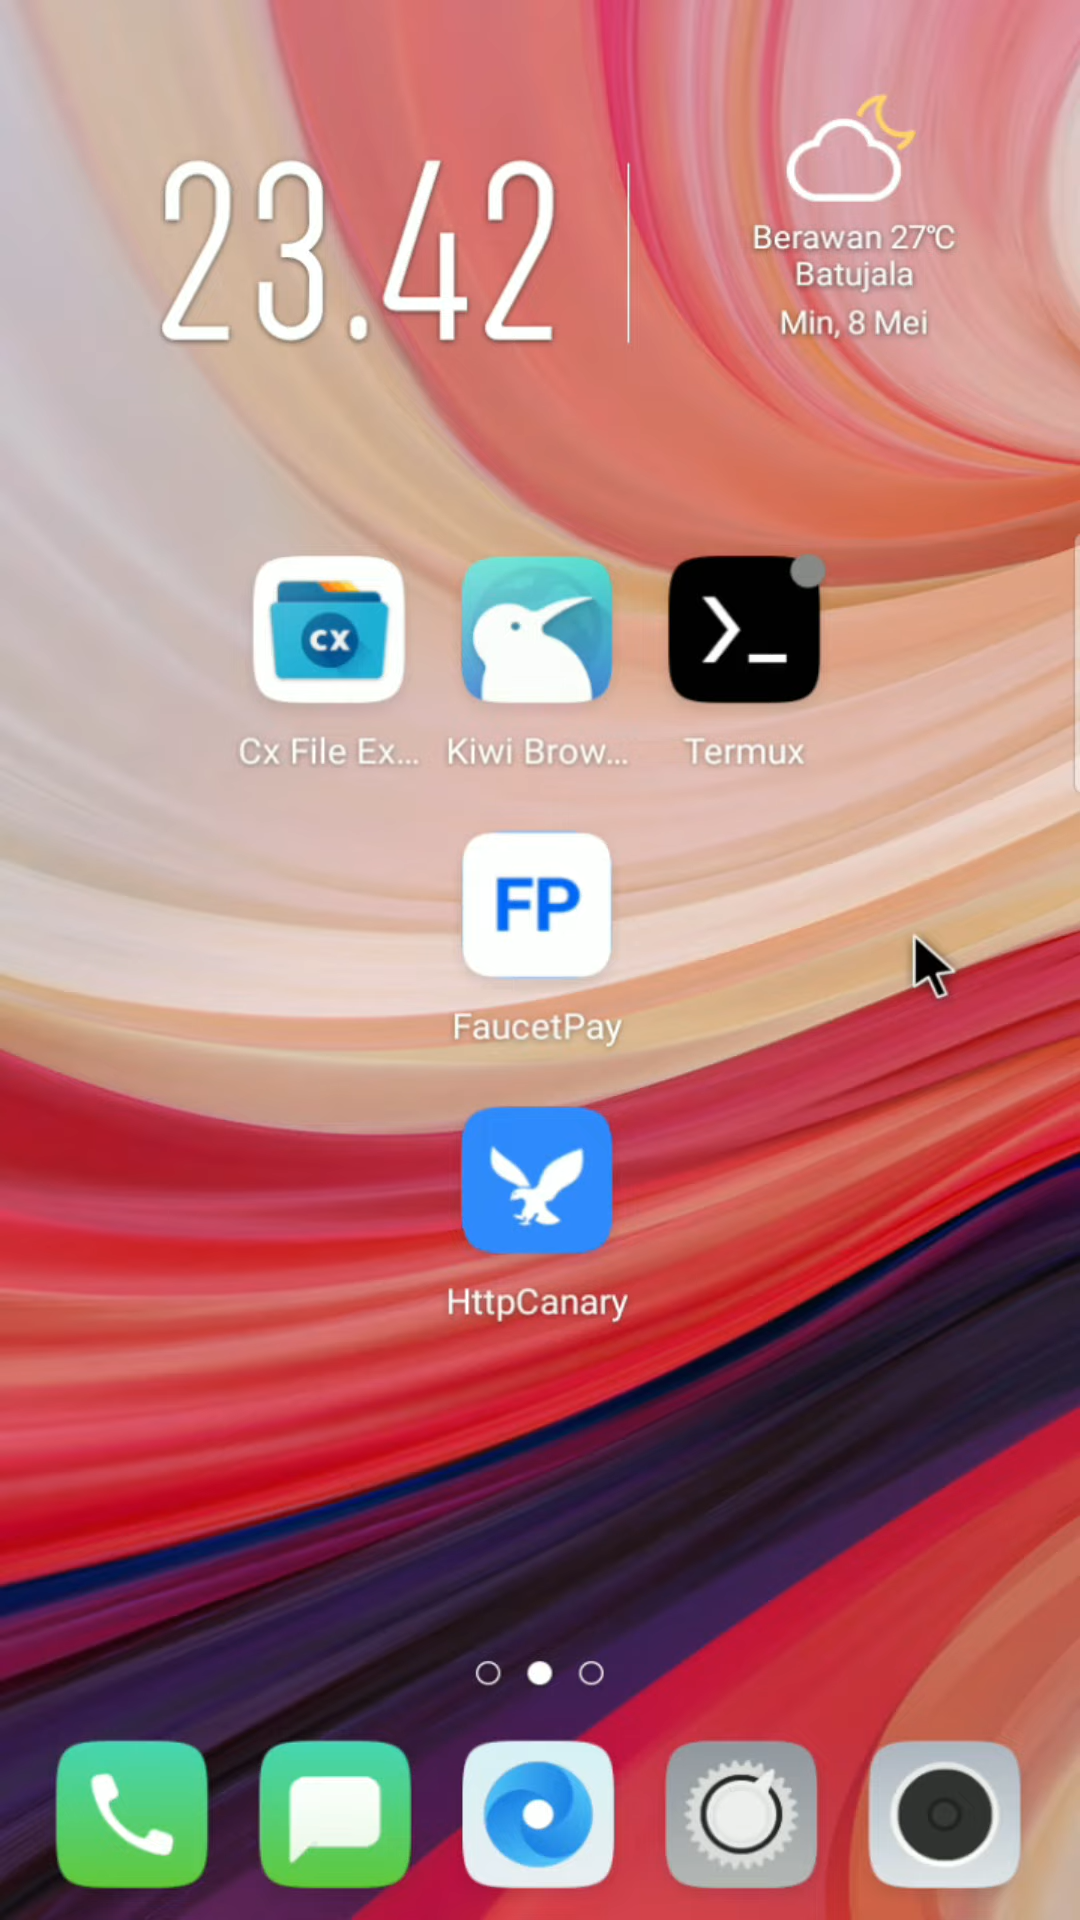 23.42
Berawan 27℃
Batujala
Min, 8 Mei
CX
Cx File Ex...
Kiwi Brow...
Termux
FP
FaucetPay
HttpCanary